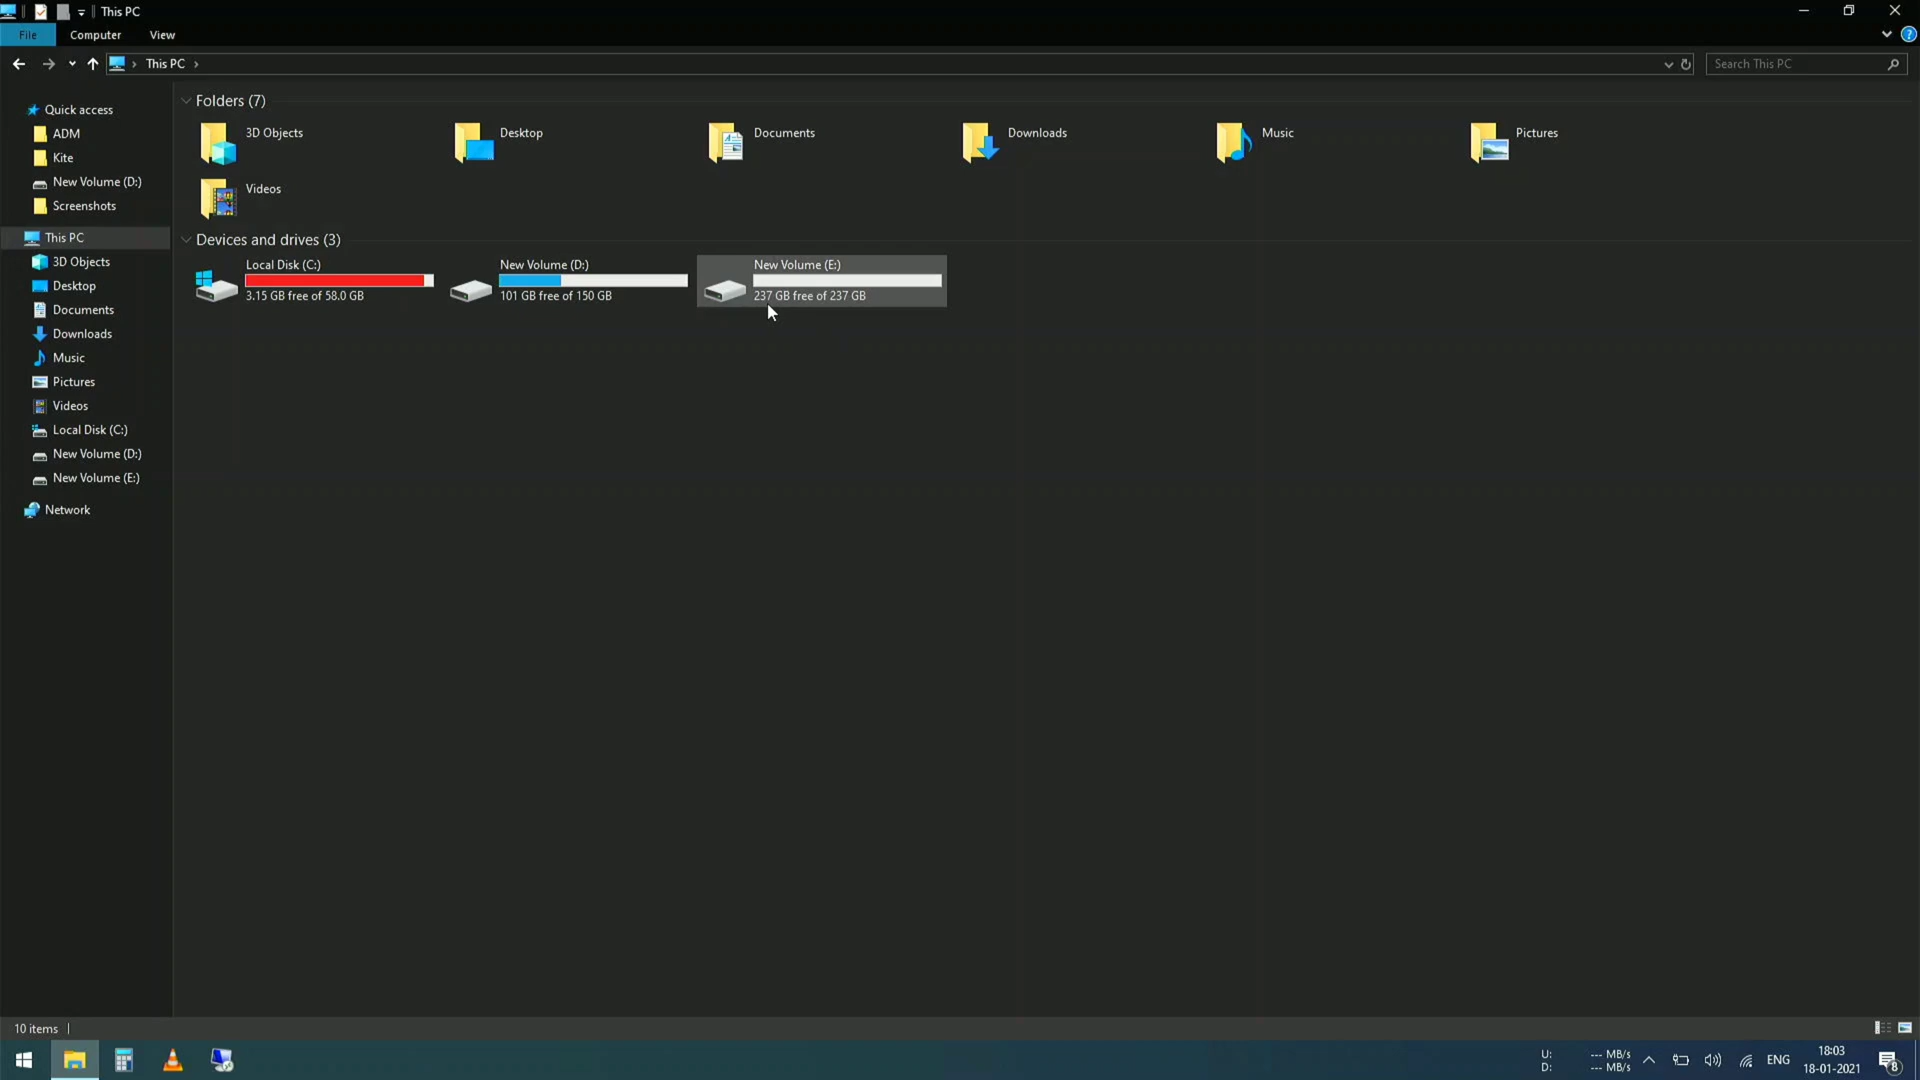 This PC
File
Computer
View
This PC
Search This PC
Quick access
ADM
Kite
New Volume (D:)
Screenshots
This PC
3D Objects
Desktop
Documents
Downloads
Music
Pictures
Videos
Local Disk (C:)
New Volume (D:)
New Volume (E:)
Network
Folders (7)
3D Objects
Desktop
Documents
Downloads
Music
Pictures
Videos
Devices and drives (3)
Local Disk (C:)
3.15 GB free of 58.0 GB
New Volume (D:)
101 GB free of 150 GB
New Volume (E:)
237 GB free of 237 GB
10 items
U: --- MB/s
D: --- MB/s
ENG
18:03
18-01-2021
8